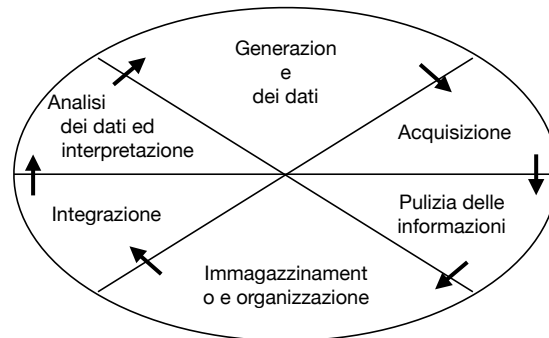 Generazion
e
dei dati
Acquisizione
Pulizia delle
informazioni
Immagazzinament
o e organizzazione
Integrazione
Analisi
dei dati ed
interpretazione